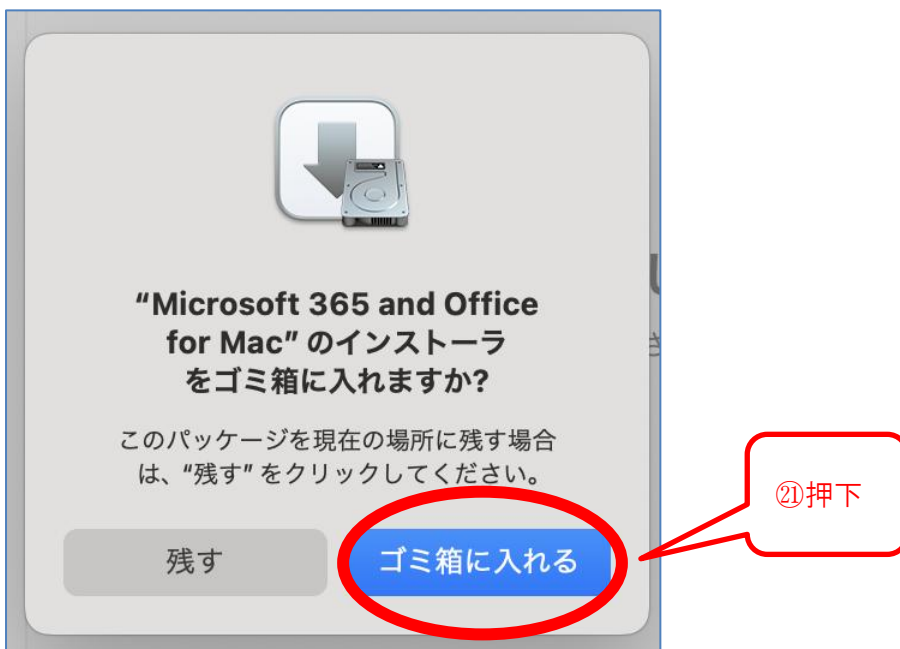 “Microsoft 365 and Office
for Mac” のインストーラ
をゴミ箱に入れますか?
このパッケージを現在の場所に残す場合
は、“残す” をクリックしてください。
残す
ゴミ箱に入れる
㉑押下